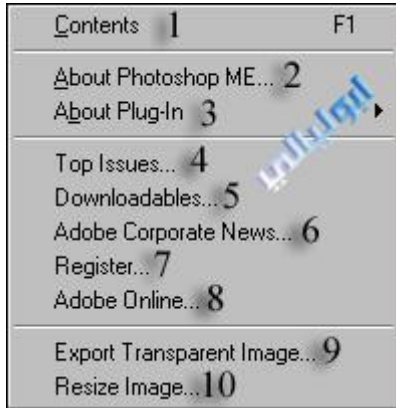 Contents 1 F1
About Photoshop ME... 2
About Plug-In 3
Top Issues... 4
Downloadables... 5
Adobe Corporate News... 6
Register... 7
Adobe Online... 8
Export Transparent Image... 9
Resize Image... 10